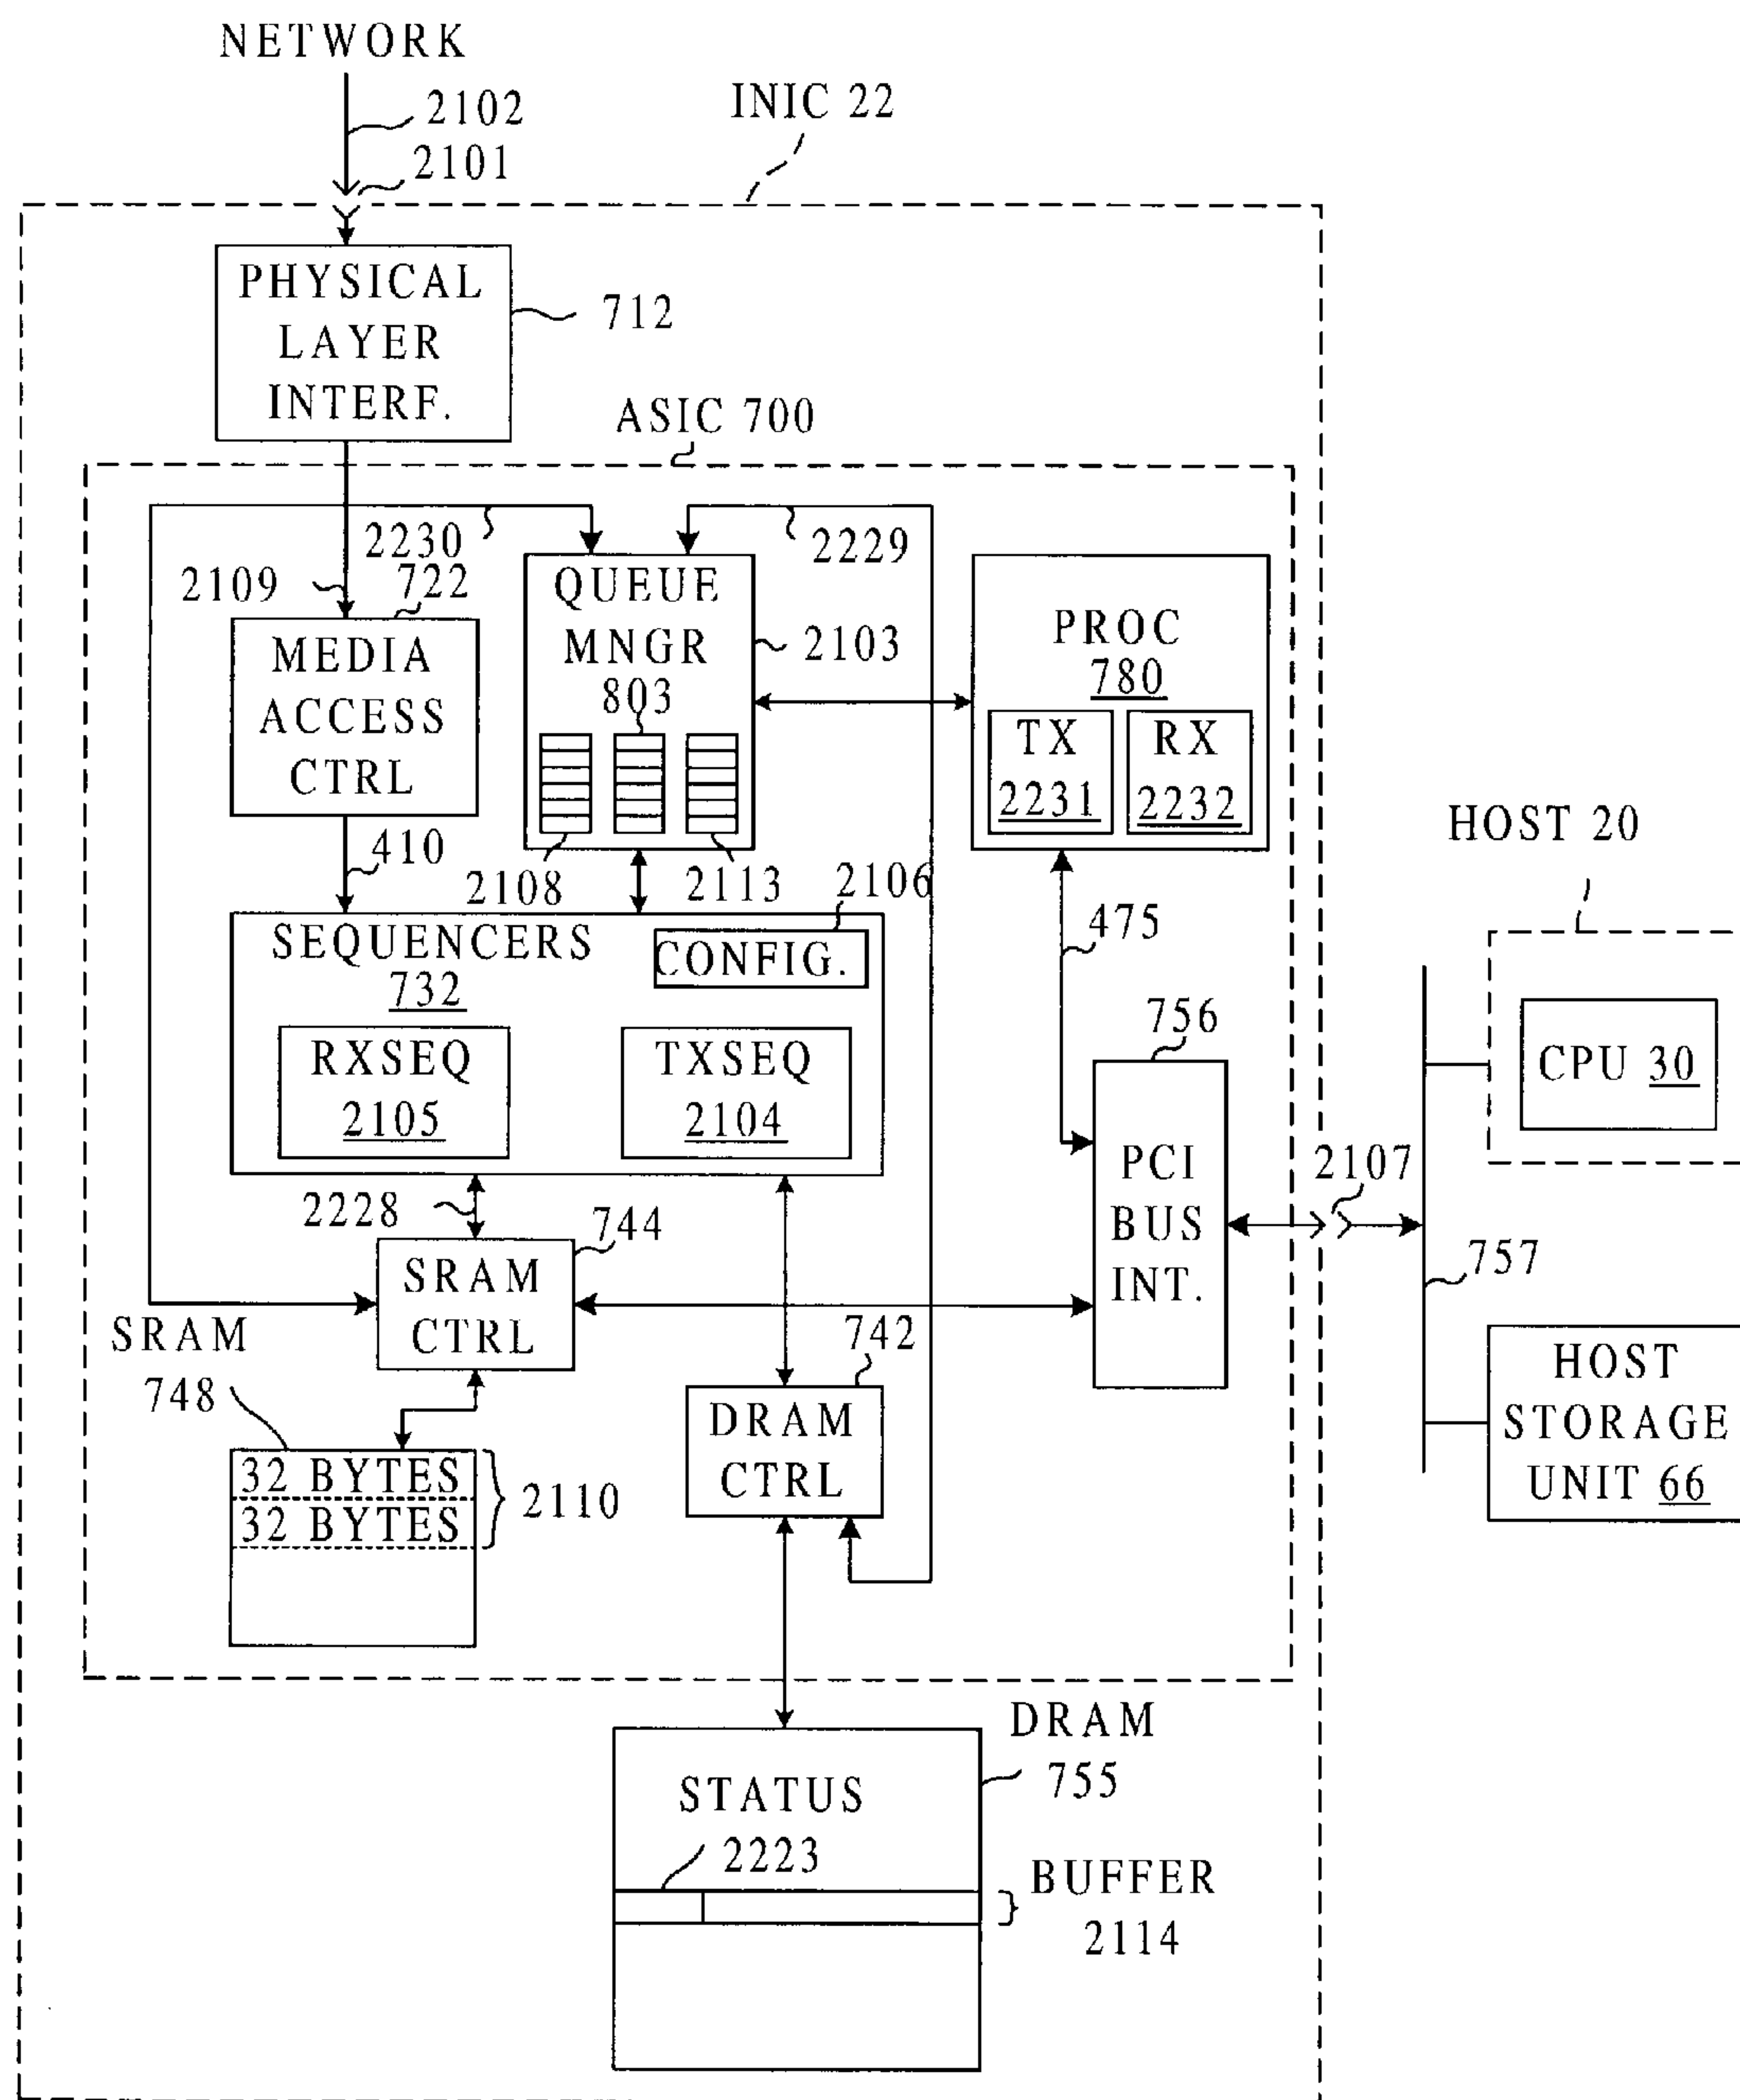 NETWORK
2102
2101
INIC 22
PHYSICAL
LAYER
INTERF.
712
ASIC 700
2230
2229
2109
722
MEDIA
ACCESS
CTRL
QUEUE
MNGR
803
2103
PROC
780
TX
2231
RX
2232
410
2108
2113
2106
SEQUENCERS
732
CONFIG.
RXSEQ
2105
TXSEQ
2104
475
HOST 20
CPU 30
756
PCI
BUS
INT.
2107
757
2228
744
SRAM
CTRL
SRAM
748
742
DRAM
CTRL
HOST
STORAGE
UNIT 66
32 BYTES
32 BYTES
2110
DRAM
755
STATUS
2223
BUFFER
2114